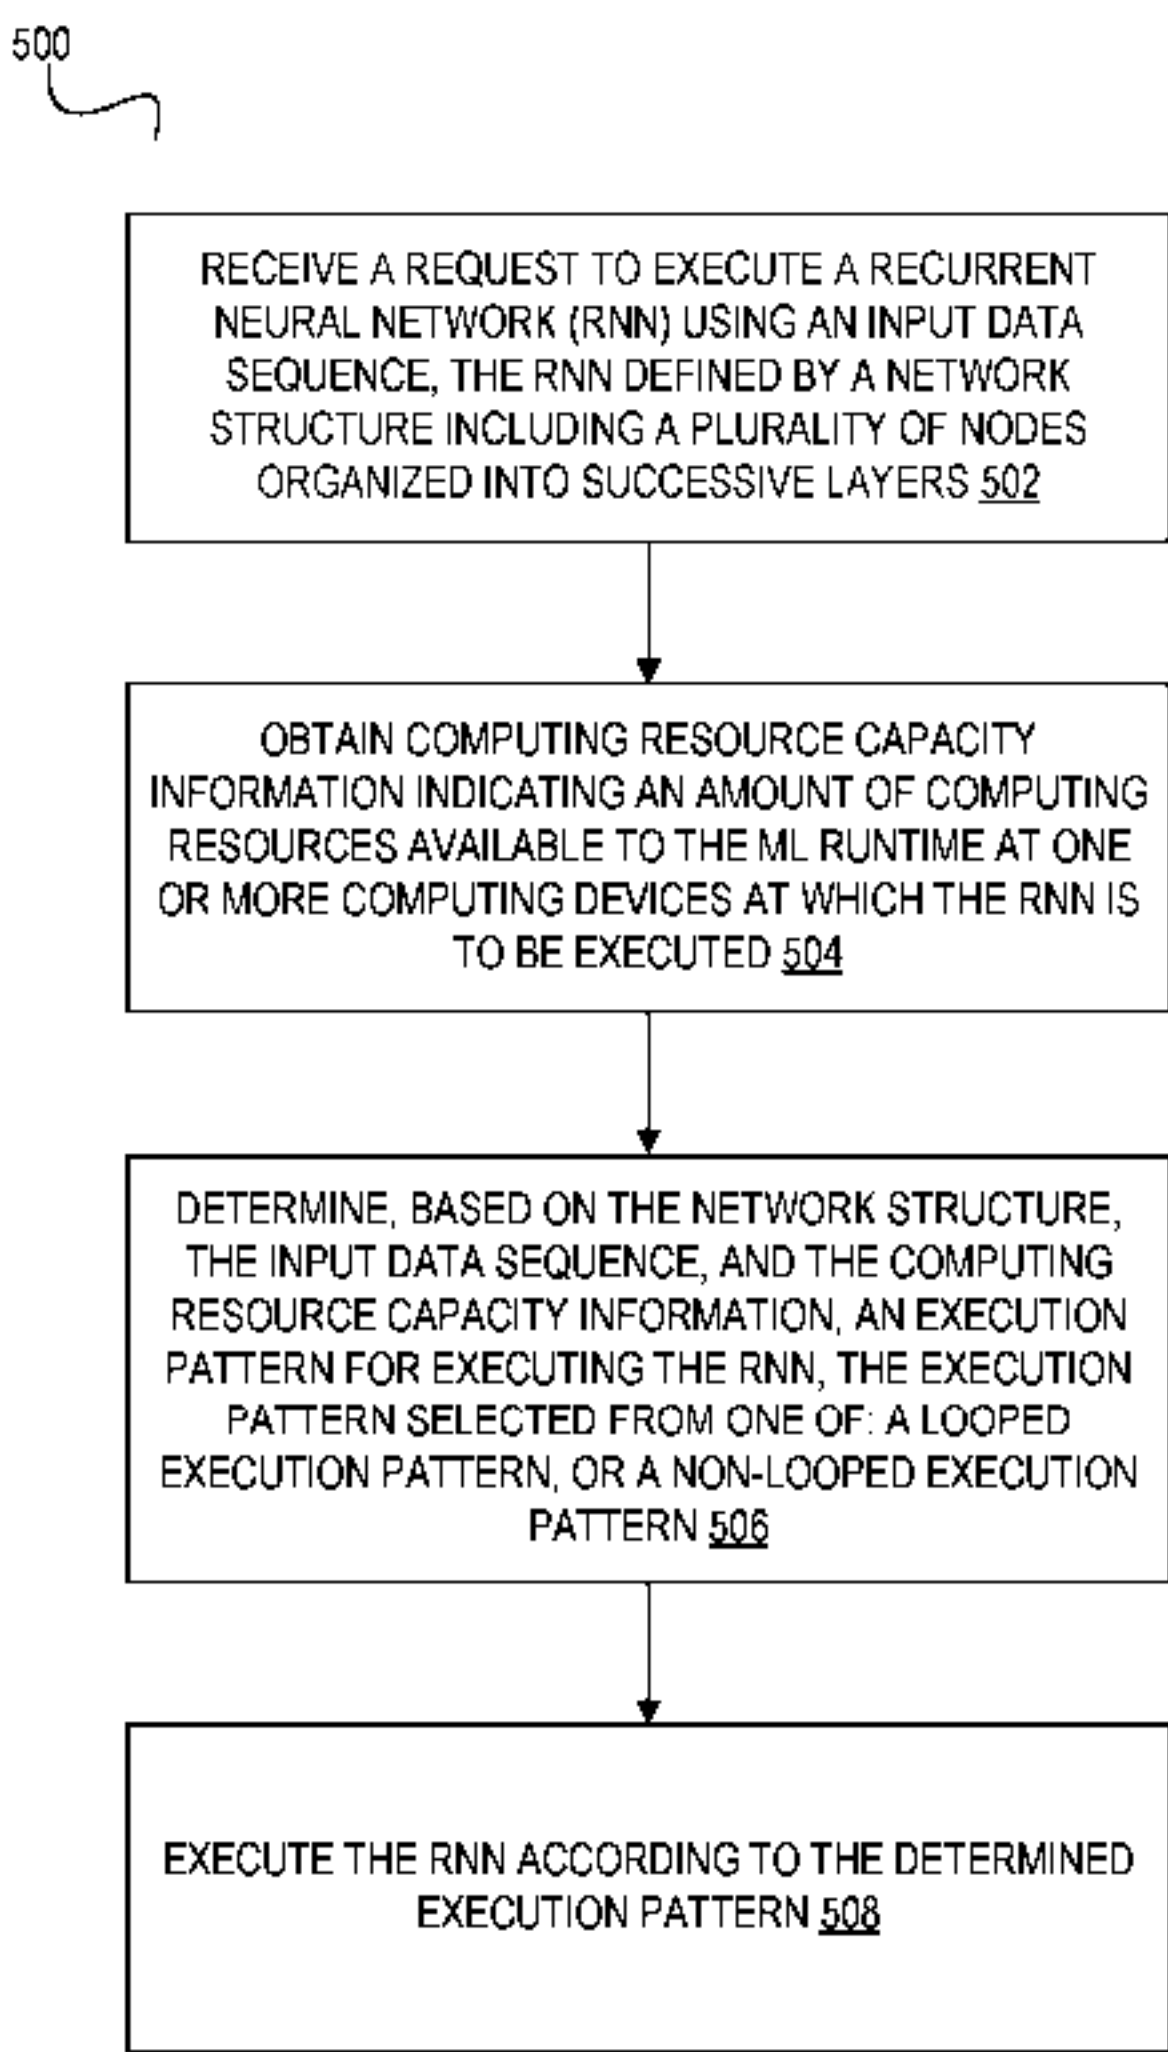 500
RECEIVE A REQUEST TO EXECUTE A RECURRENT
NEURAL NETWORK (RNN) USING AN INPUT DATA
SEQUENCE, THE RNN DEFINED BY A NETWORK
STRUCTURE INCLUDING A PLURALITY OF NODES
ORGANIZED INTO SUCCESSIVE LAYERS 502
OBTAIN COMPUTING RESOURCE CAPACITY
INFORMATION INDICATING AN AMOUNT OF COMPUTING
RESOURCES AVAILABLE TO THE ML RUNTIME AT ONE
OR MORE COMPUTING DEVICES AT WHICH THE RNN IS
TO BE EXECUTED 504
DETERMINE, BASED ON THE NETWORK STRUCTURE,
THE INPUT DATA SEQUENCE, AND THE COMPUTING
RESOURCE CAPACITY INFORMATION, AN EXECUTION
PATTERN FOR EXECUTING THE RNN, THE EXECUTION
PATTERN SELECTED FROM ONE OF: A LOOPED
EXECUTION PATTERN, OR A NON-LOOPED EXECUTION
PATTERN 506
EXECUTE THE RNN ACCORDING TO THE DETERMINED
EXECUTION PATTERN 508